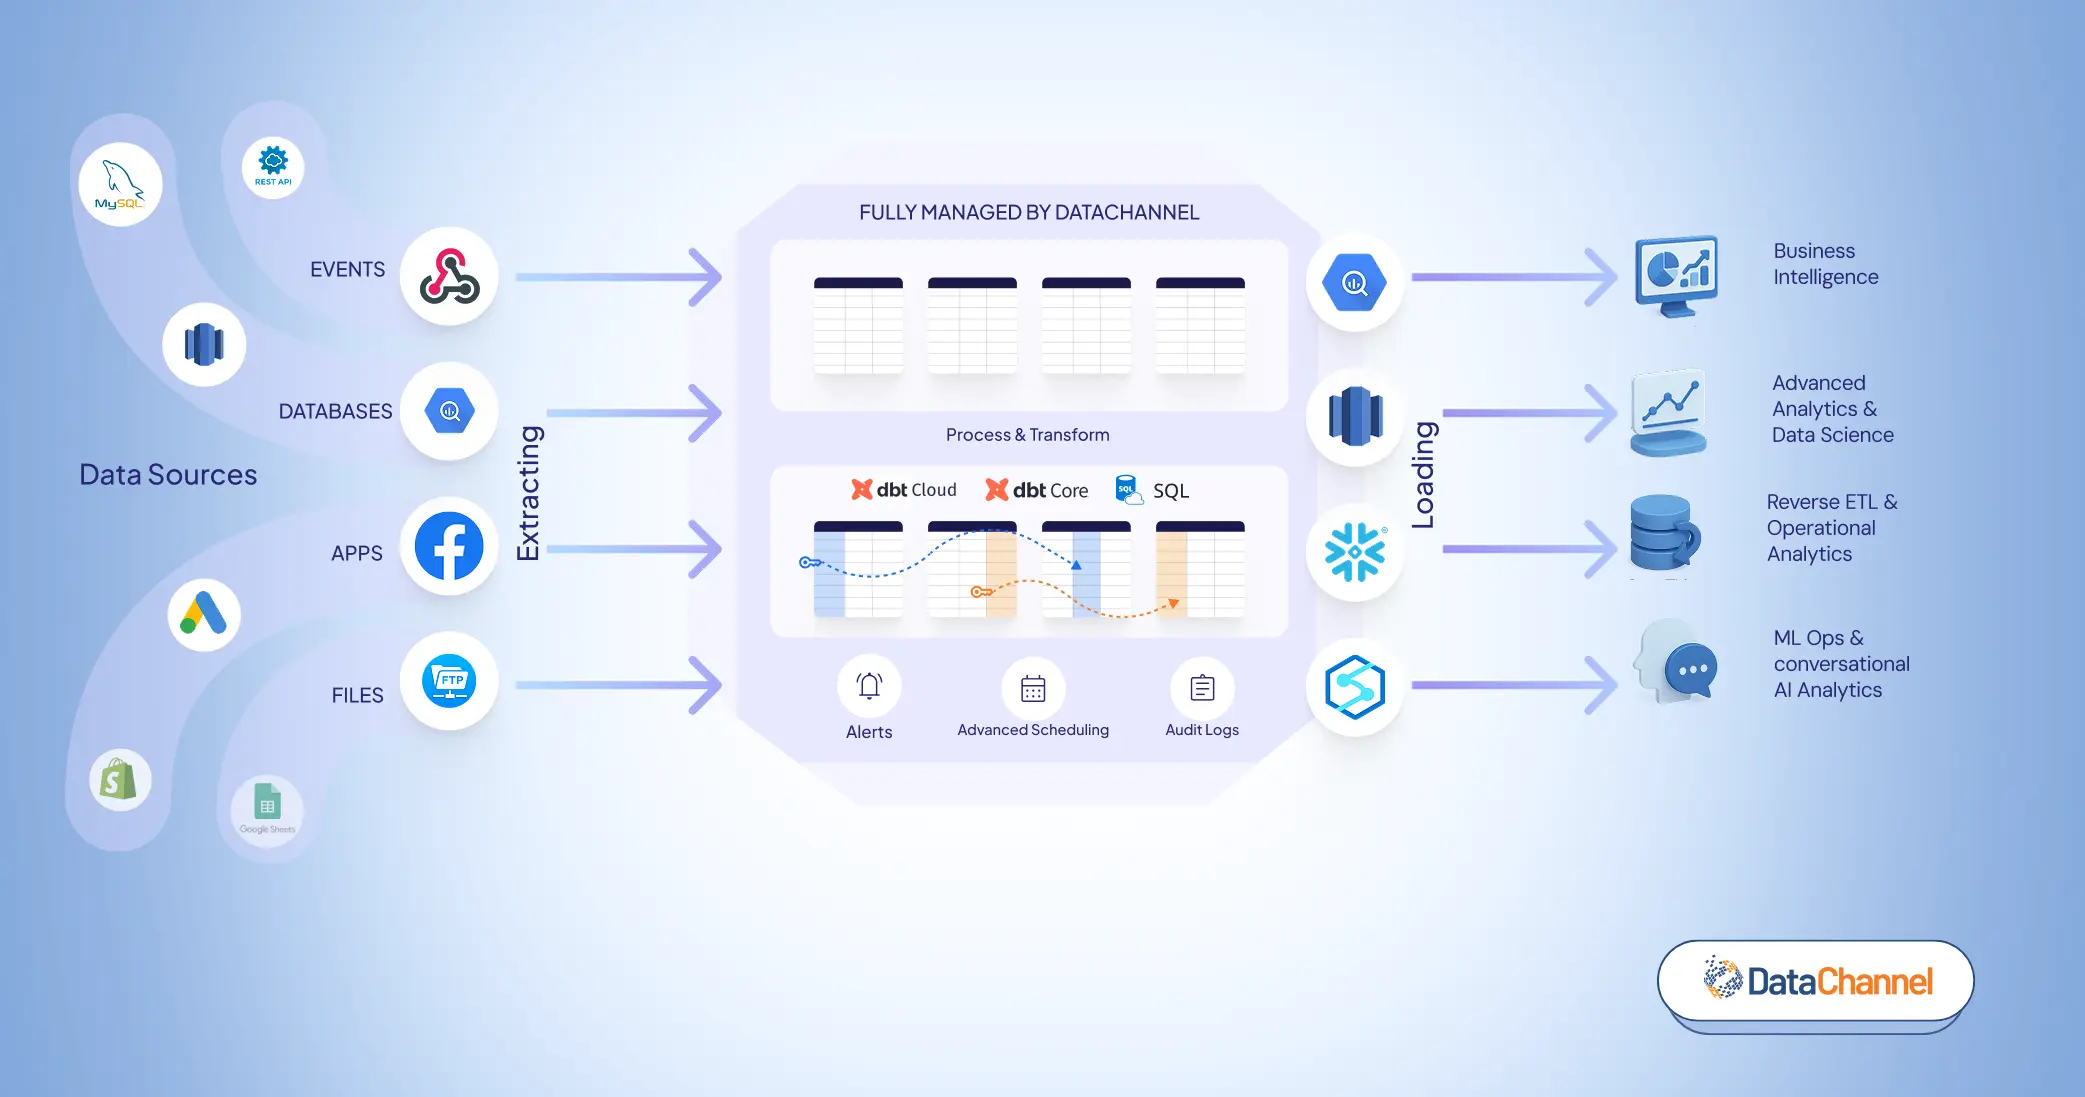 MySQL
REST API
EVENTS
DATABASES
Data Sources
APPS
FILES
FTP
Google Sheets
Extracting
FULLY MANAGED BY DATACHANNEL
Process & Transform
dbt Cloud
dbt Core
SQL
SQL
Alerts
Advanced Scheduling
Audit Logs
Loading
Business
Intelligence
Advanced
Analytics &
Data Science
Reverse ETL &
Operational
Analytics
ML Ops &
conversational
AI Analytics
DataChannel